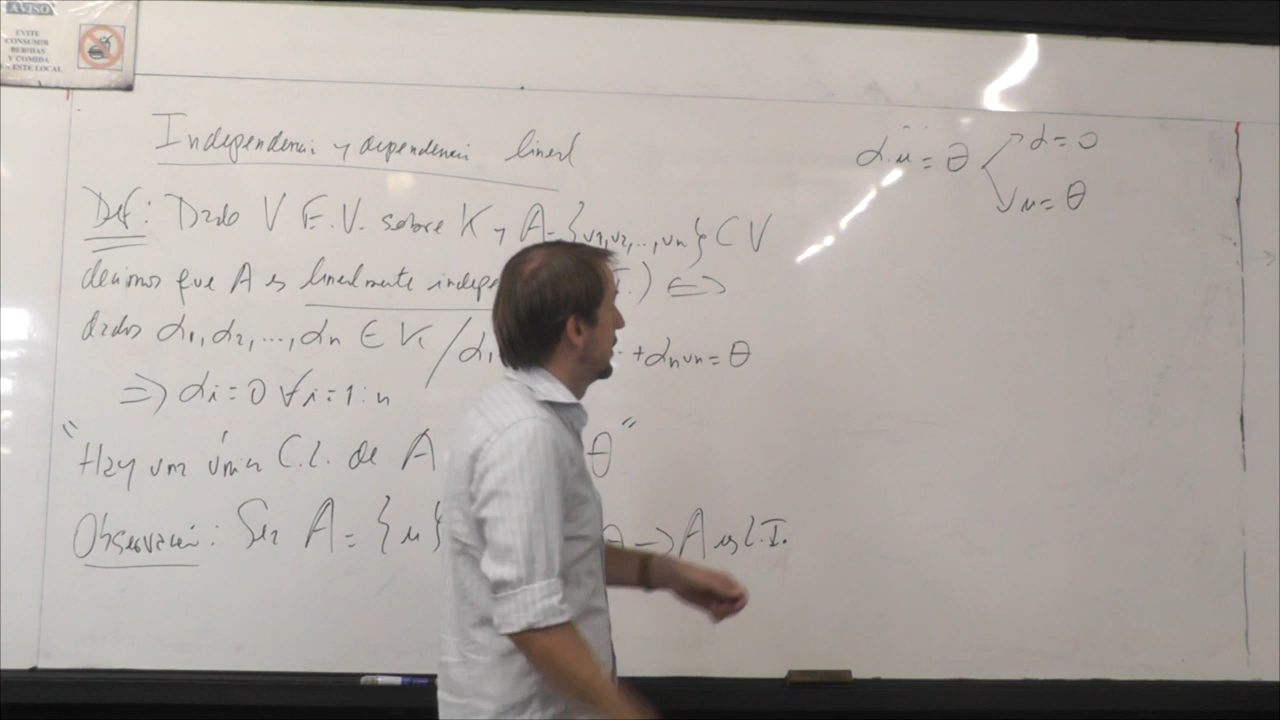 AVISO
EVITE
CONSUMIR
BEBIDAS
Y COMIDA
EN ESTE LOCAL
Independencia y dependencia lineal
Def: Dado V E.V. sobre K y A={v1,v2,...,vn} ⊂ V
decimos que A es linealmente indep I.) ⟺
dados α1, α2, ..., αn ∈ K / α1 + αnvn = θ
⟹ αi = 0 ∀i = 1:n
"Hay una única C.L. de A θ"
Observación: Sea A = {u} θ → A es L.I.
α.u = θ
α = 0
u = θ